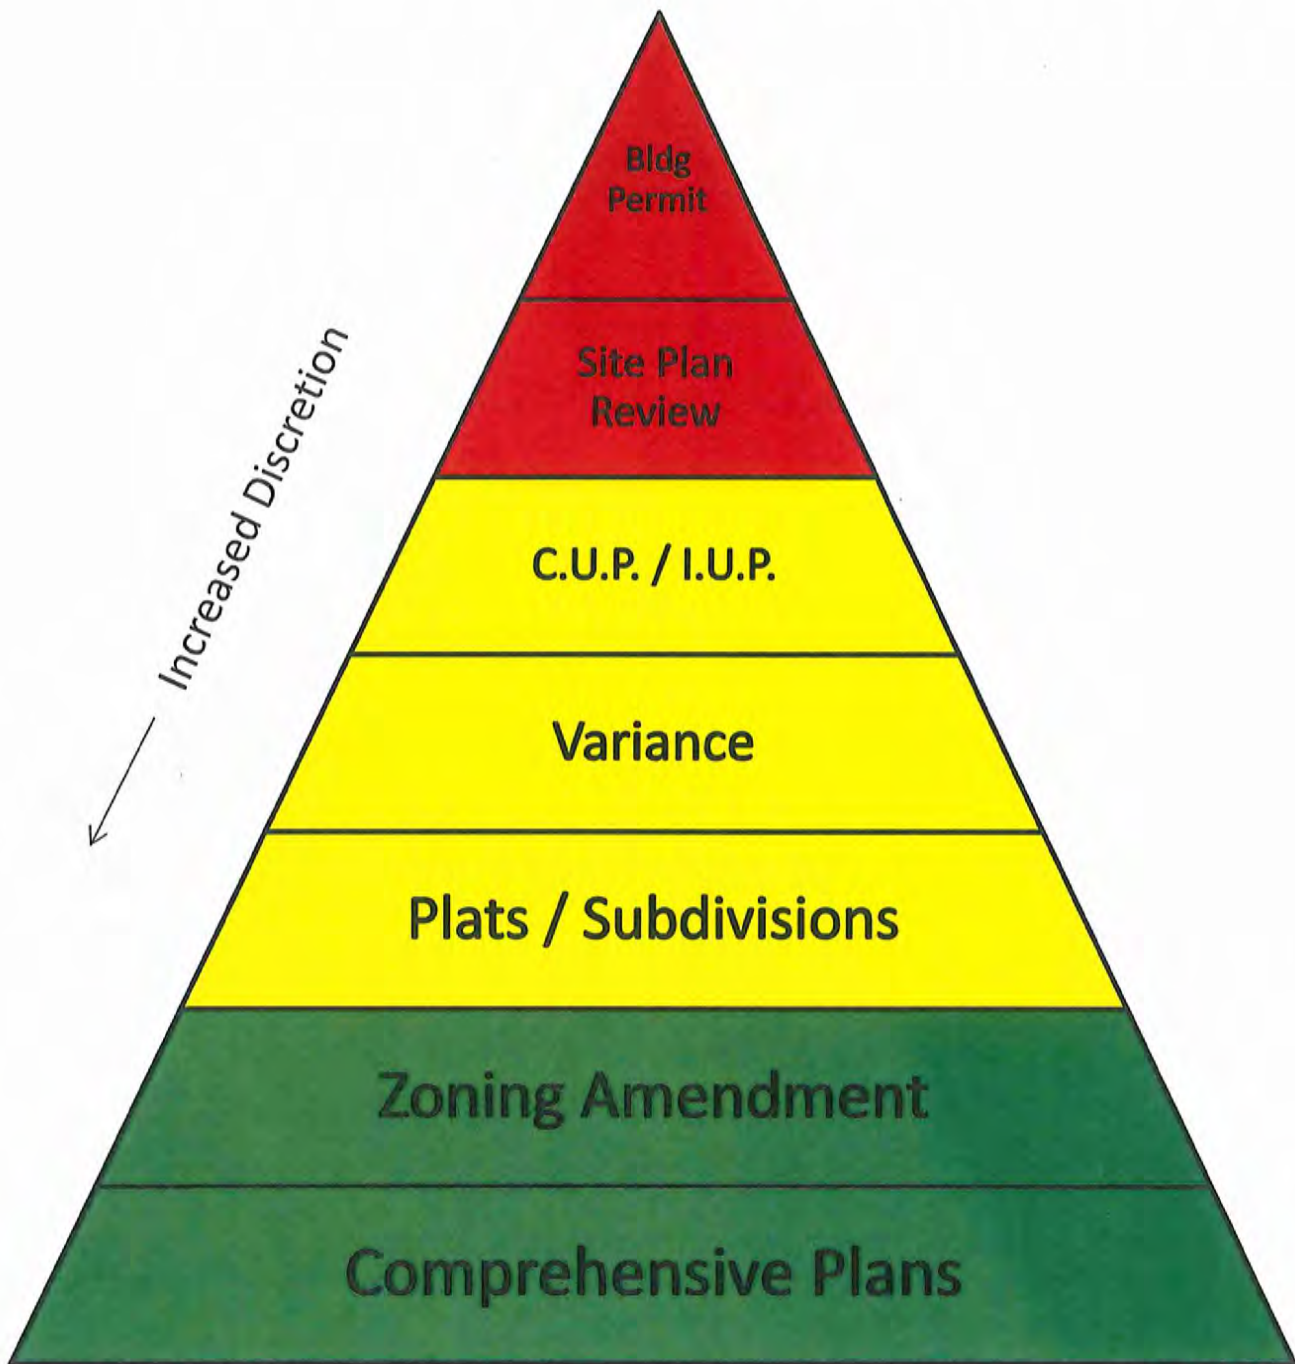 Bldg
Permit
Site Plan
Review
Increased Discretion
C.U.P. / I.U.P.
Variance
Plats / Subdivisions
Zoning Amendment
Comprehensive Plans